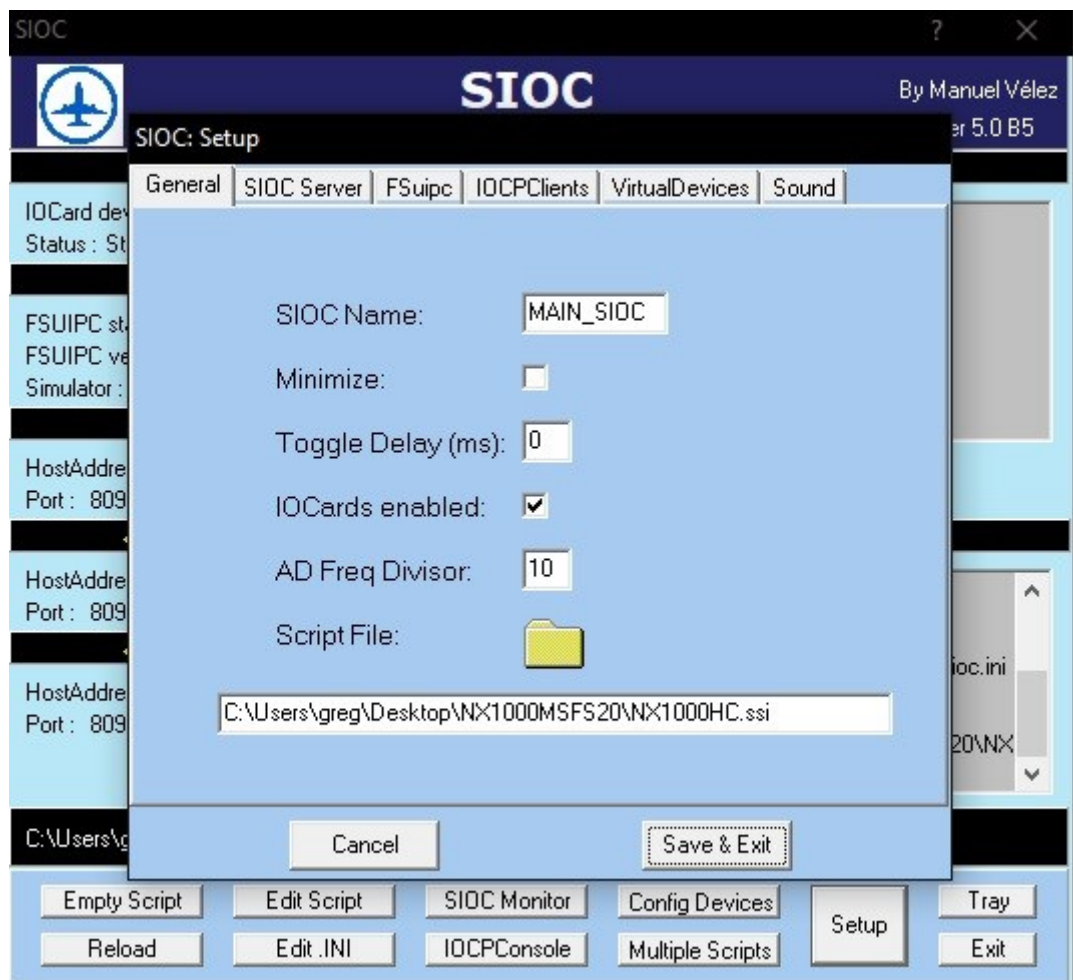 SIOC
SIOC
By Manuel Vélez
er 5.0 B5
SIOC: Setup
General SIOC Server FSuipc IOCPClients VirtualDevices Sound
IOCard dev
Status : St
FSUIPC st
FSUIPC ve
Simulator :
HostAddre
Port : 809
HostAddre
Port : 809
HostAddre
Port : 809
SIOC Name: MAIN_SIOC
Minimize:
Toggle Delay (ms): 0
IOCards enabled:
AD Freq Divisor: 10
Script File:
C:\Users\greg\Desktop\NX1000MSFS20\NX1000HC.ssi
ioc.ini
20\NX
Cancel Save & Exit
C:\Users\g
Empty Script Edit Script SIOC Monitor Config Devices Setup Tray
Reload Edit .INI IOCPConsole Multiple Scripts Exit